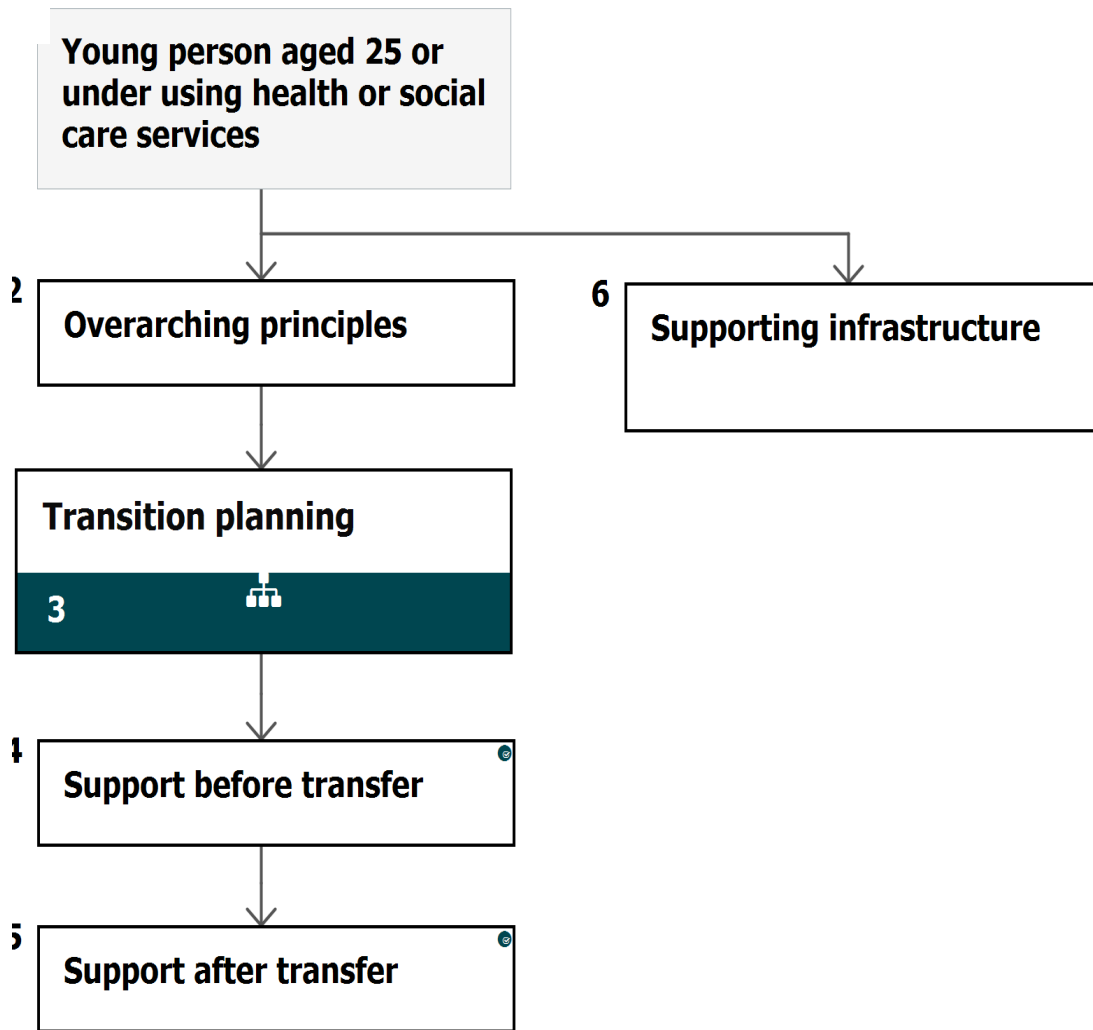 Young person aged 25 or
under using health or social
care services
2
Overarching principles
6
Supporting infrastructure
Transition planning
3
4
Support before transfer
5
Support after transfer